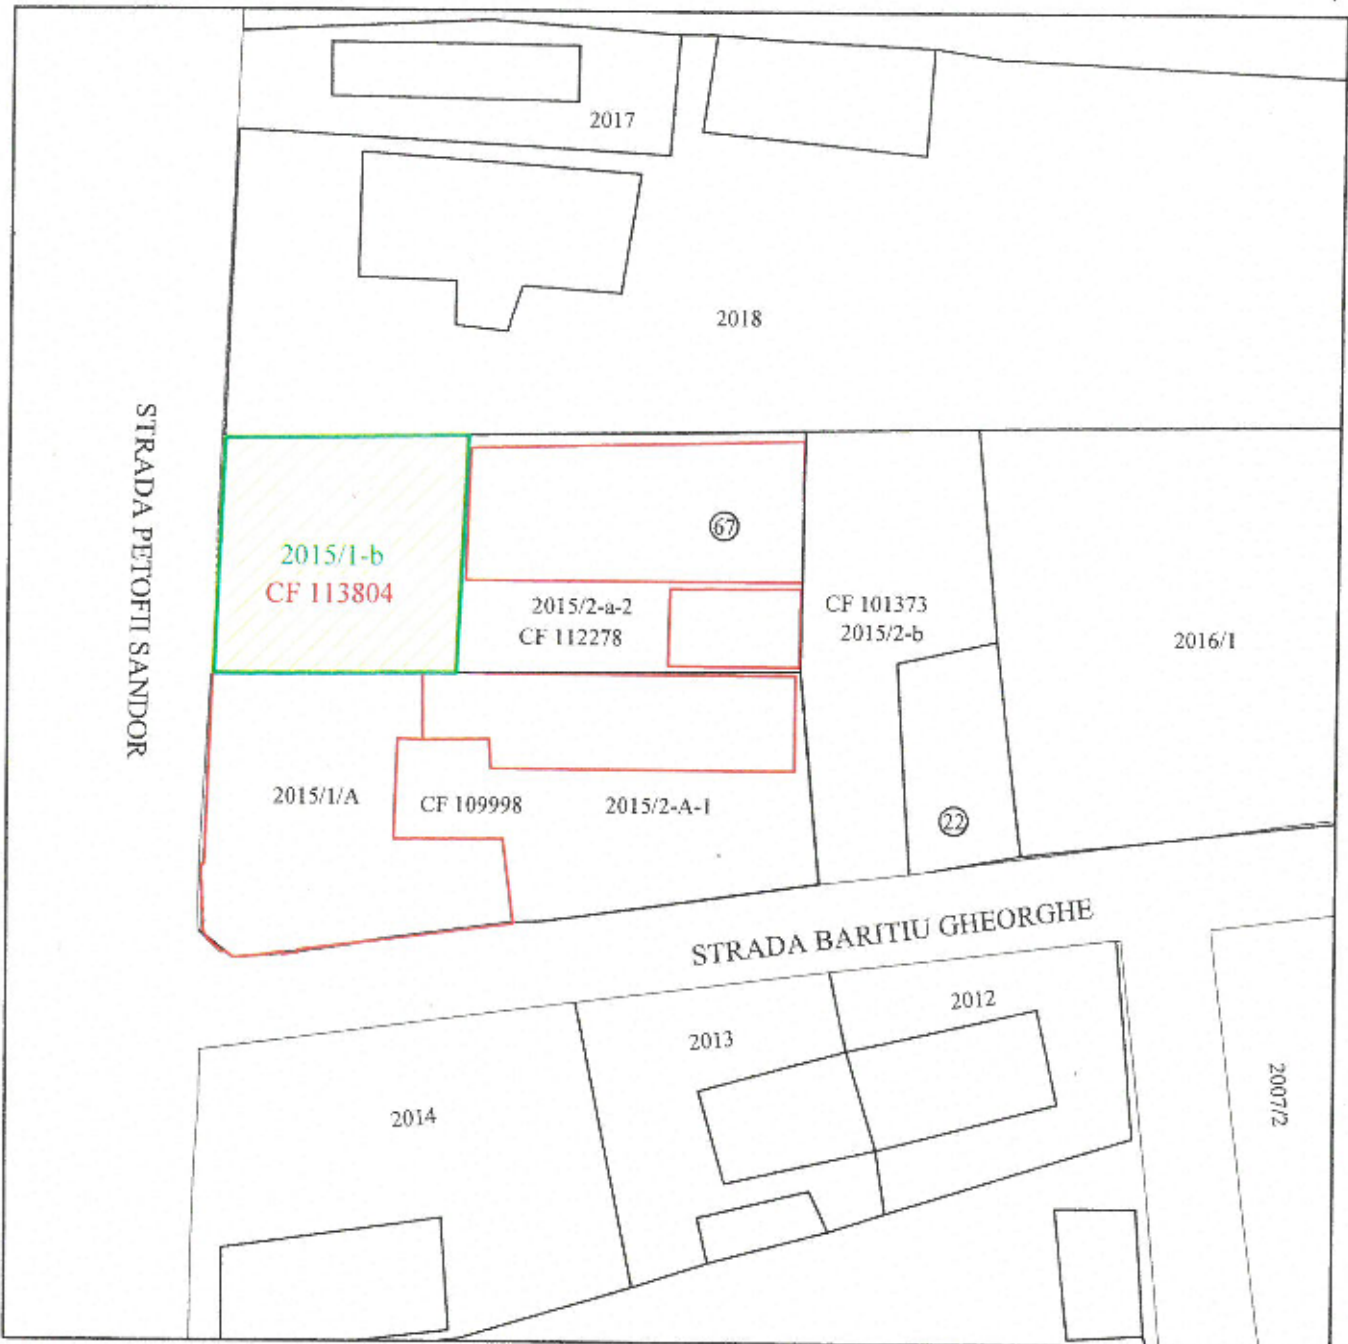 2017
2018
STRADA PETOFII SANDOR
2015/1-b
CF 113804
67
2015/2-a-2
CF 112278
CF 101373
2015/2-b
2016/1
2015/1/A
CF 109998
2015/2-A-1
22
STRADA BARITIU GHEORGHE
2012
2013
2014
2007/2